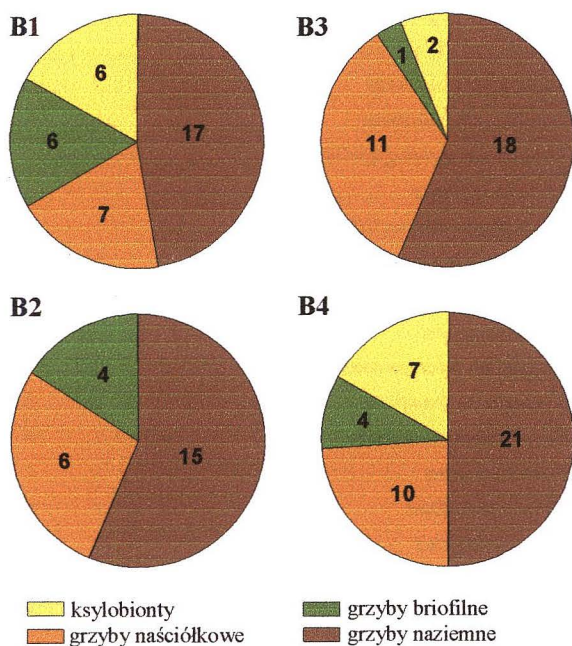 B1
6
17
6
7
B3
1
2
11
18
B2
4
6
15
B4
7
4
21
10
ksylobionty
grzyby briofilne
grzyby naściółkowe
grzyby naziemne